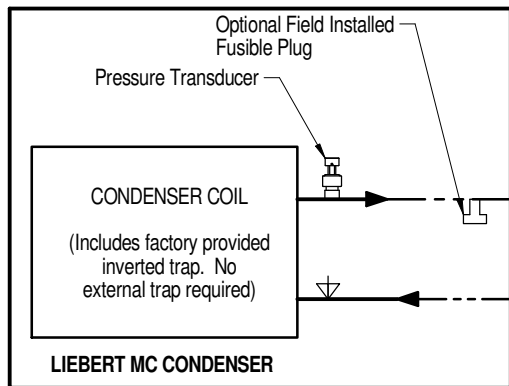 Optional Field Installed
Fusible Plug
Pressure Transducer
CONDENSER COIL
(Includes factory provided
inverted trap. No
external trap required)
LIEBERT MC CONDENSER